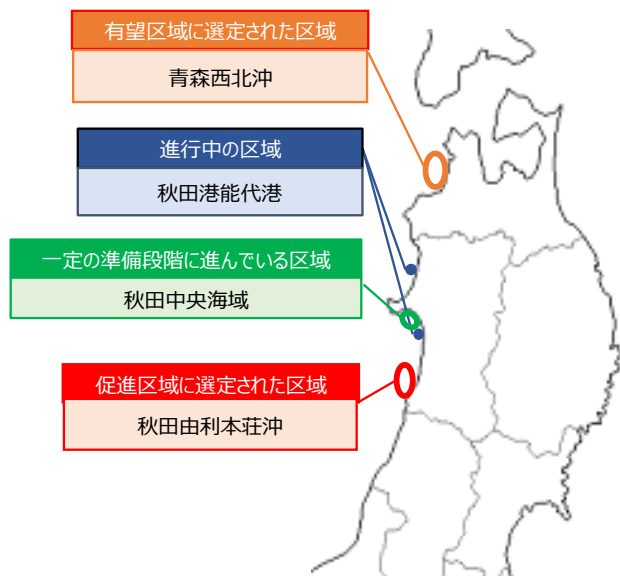 有望区域に選定された区域
青森西北沖
進行中の区域
秋田港能代港
一定の準備段階に進んでいる区域
秋田中央海域
促進区域に選定された区域
秋田由利本荘沖